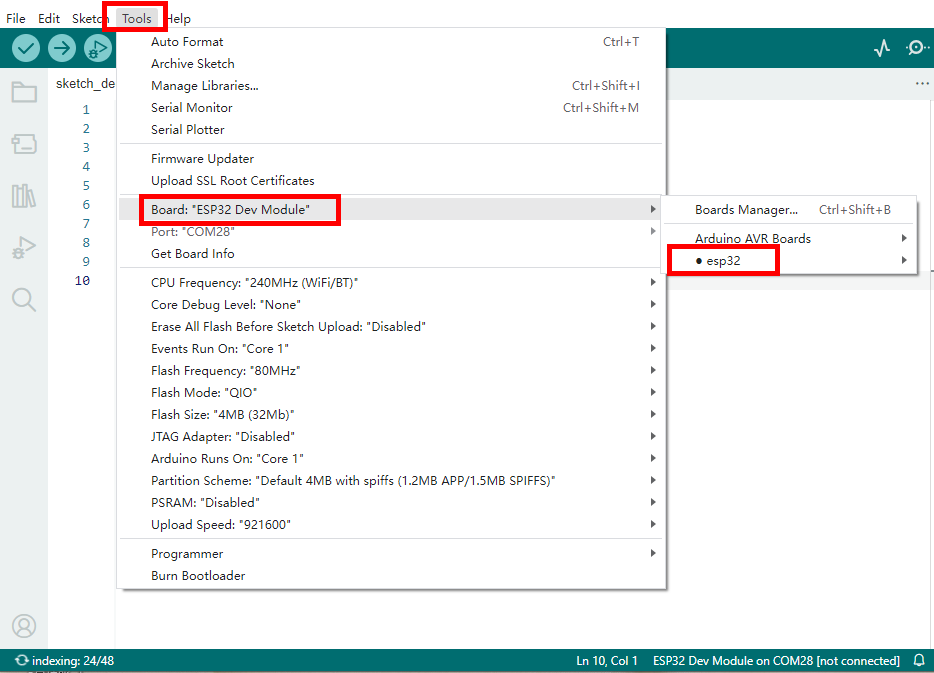 File Edit Sketch Tools Help
sketch_de
Auto Format Ctrl+T
Archive Sketch
Manage Libraries... Ctrl+Shift+I
Serial Monitor Ctrl+Shift+M
Serial Plotter
Firmware Updater
Upload SSL Root Certificates
Board: "ESP32 Dev Module"
Port: "COM28"
Get Board Info
CPU Frequency: "240MHz (WiFi/BT)"
Core Debug Level: "None"
Erase All Flash Before Sketch Upload: "Disabled"
Events Run On: "Core 1"
Flash Frequency: "80MHz"
Flash Mode: "QIO"
Flash Size: "4MB (32Mb)"
JTAG Adapter: "Disabled"
Arduino Runs On: "Core 1"
Partition Scheme: "Default 4MB with spiffs (1.2MB APP/1.5MB SPIFFS)"
PSRAM: "Disabled"
Upload Speed: "921600"
Programmer
Burn Bootloader
Boards Manager... Ctrl+Shift+B
Arduino AVR Boards
● esp32
1
2
3
4
5
6
7
8
9
10
indexing: 24/48
Ln 10, Col 1 ESP32 Dev Module on COM28 [not connected]